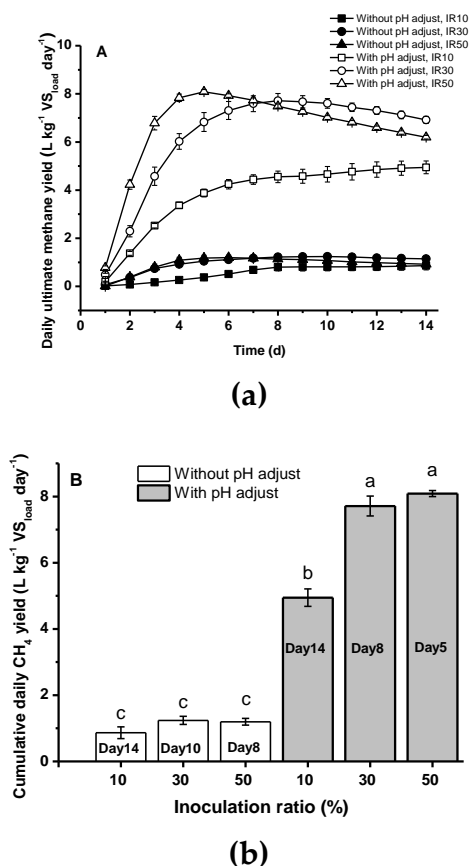 A
Without pH adjust, IR10
Without pH adjust, IR30
Without pH adjust, IR50
With pH adjust, IR10
With pH adjust, IR30
With pH adjust, IR50
Daily ultimate methane yield (L kg⁻¹ VS_load day⁻¹)
10
8
6
4
2
0
2 4 6 8 10 12 14
Time (d)
(a)
B
Without pH adjust
With pH adjust
Cumulative daily CH₄ yield (L kg⁻¹ VS_load day⁻¹)
8
6
4
2
0
c c c b a a
Day14 Day10 Day8 Day14 Day8 Day5
10 30 50 10 30 50
Inoculation ratio (%)
(b)